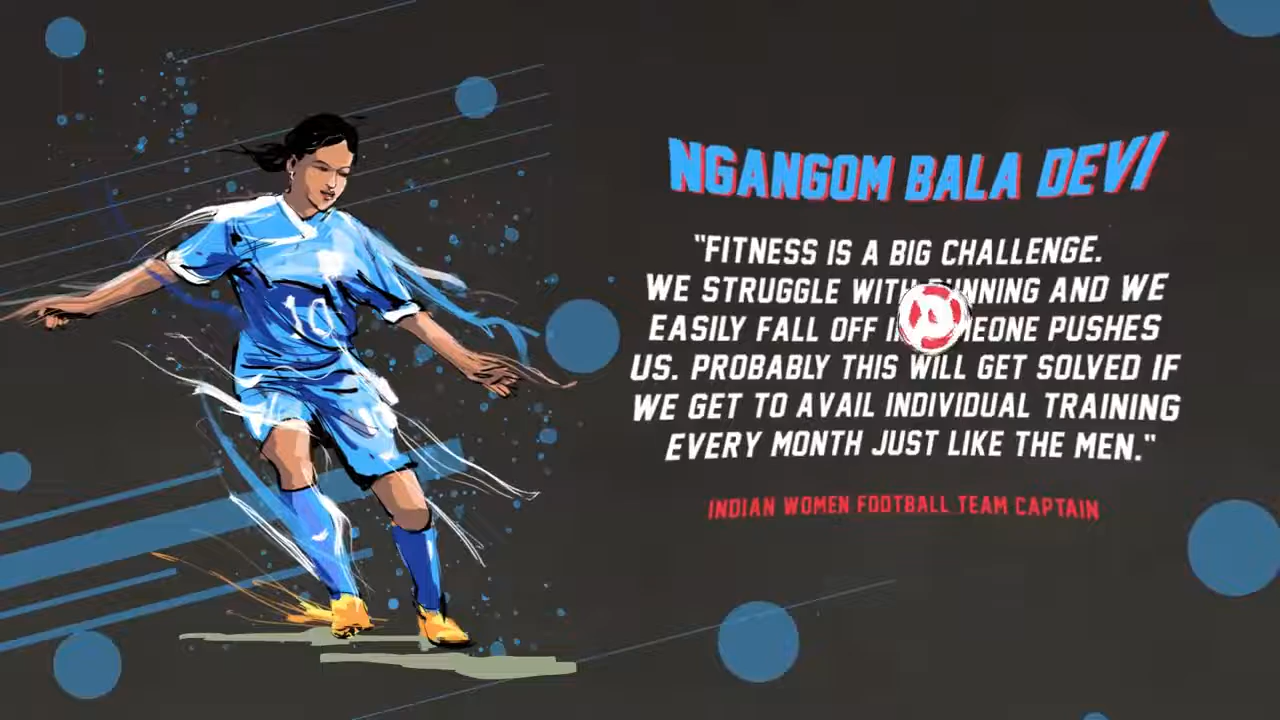 NGANGOM BALA DEVI
"FITNESS IS A BIG CHALLENGE.
WE STRUGGLE WITH RUNNING AND WE
EASILY FALL OFF PUSHES
US. PROBABLY THIS WILL GET SOLVED IF
WE GET TO AVAIL INDIVIDUAL TRAINING
EVERY MONTH JUST LIKE THE MEN."
INDIAN WOMEN FOOTBALL TEAM CAPTAIN
10